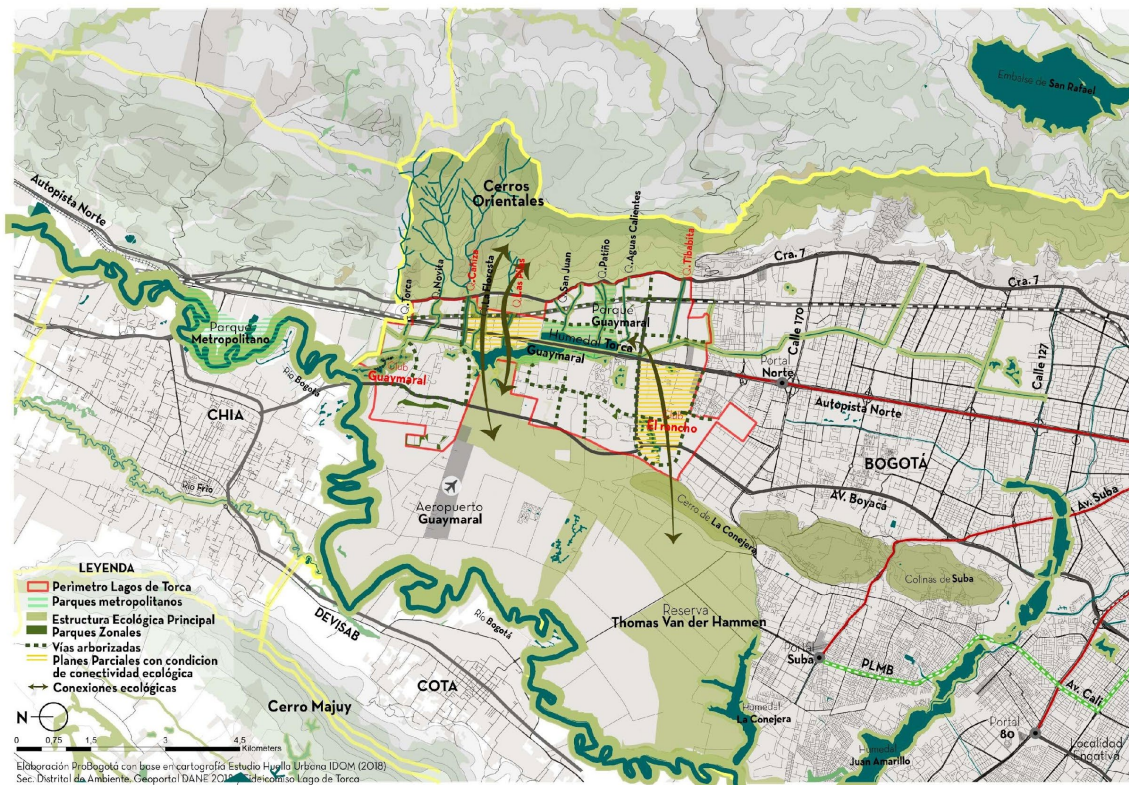 Embalse de San Rafael
Cerros
Orientales
Autopista Norte
Q. Torca
Q. Novita
Q. Cañiza
Q. La Floresta
Q. Las Pilas
Q. San Juan
Q. Patiño
Q. Aguas Calientes
Q. Tibabita
Cra. 7
Cra. 7
Parque
Metropolitano
Parque
Guaymaral
Humedal Torca
Guaymaral
Calle 170
Calle 127
Portal
Norte
Club
Guaymaral
Río Bogotá
CHIA
Autopista Norte
El rancho
BOGOTÁ
Río Frío
Aeropuerto
Guaymaral
AV. Boyacá
Av. Suba
Cerro de La Conejera
Colinas de Suba
LEYENDA
Perimetro Lagos de Torca
Parques metropolitanos
Estructura Ecológica Principal
Parques Zonales
Vías arborizadas
Planes Parciales con condicion
de conectividad ecológica
Conexiones ecológicas
DEVISAB
Río Bogotá
Reserva
Thomas Van der Hammen
Portal
Suba
PLMB
Av. Cali
COTA
Cerro Majuy
Humedal
La Conejera
Portal
80
Localidad
Engativa
Humedal
Juan Amarillo
N
0 0,75 1,5 3 4,5
Kilometers
Elaboración ProBogotá con base en cartografía Estudio Huella Urbana IDOM (2018)
Sec. Distrital de Ambiente. Geoportal DANE 2018, Fideicomiso Lago de Torca